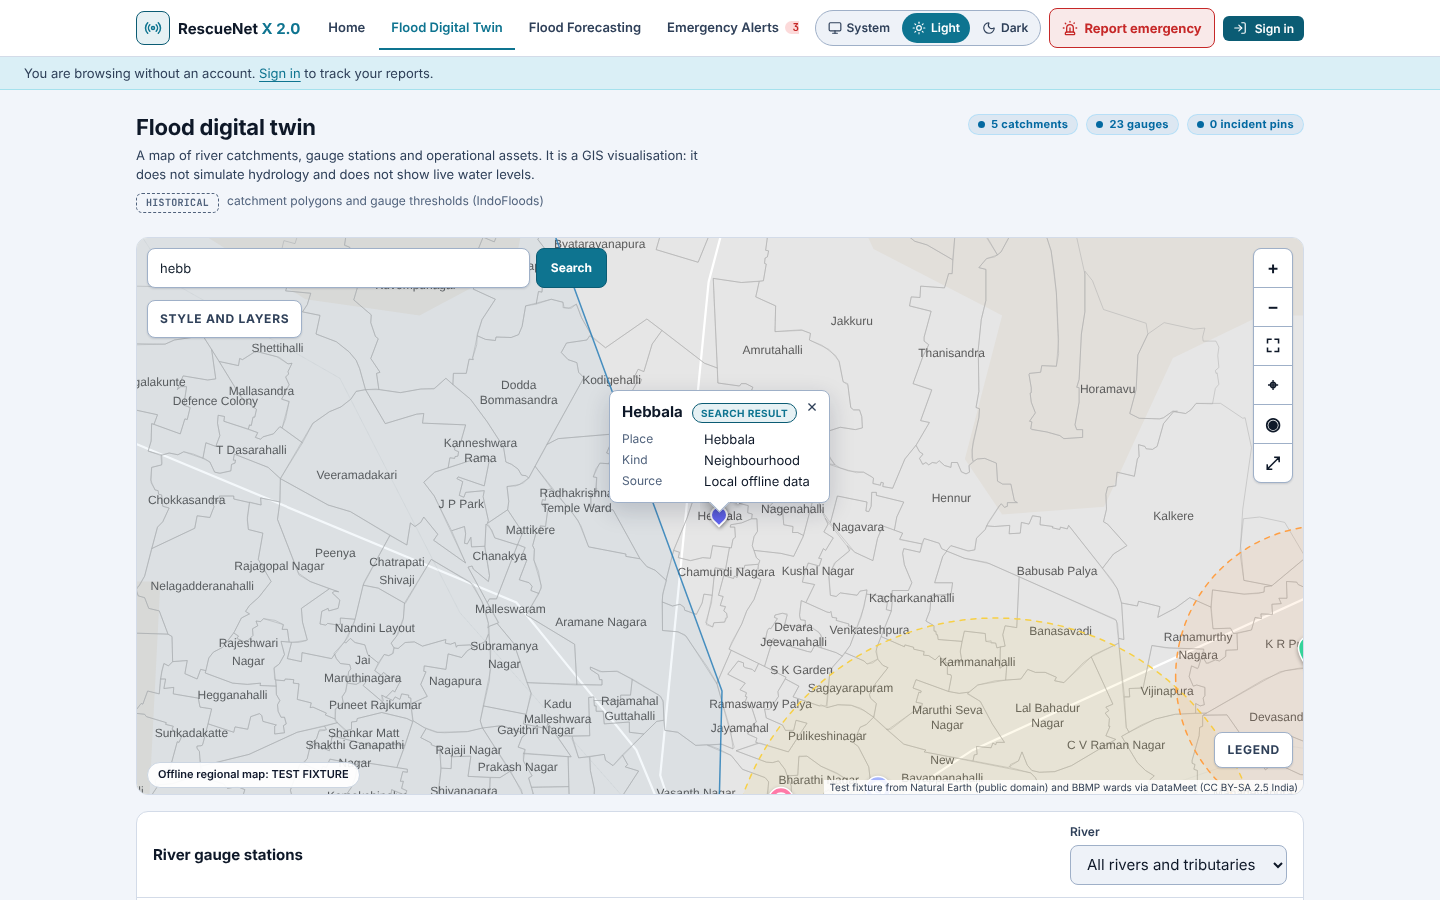 RescueNet X 2.0
Home
Flood Digital Twin
Flood Forecasting
Emergency Alerts 3
System
Light
Dark
Report emergency
Sign in
You are browsing without an account. Sign in to track your reports.
Flood digital twin
5 catchments
23 gauges
0 incident pins
A map of river catchments, gauge stations and operational assets. It is a GIS visualisation: it
does not simulate hydrology and does not show live water levels.
HISTORICAL catchment polygons and gauge thresholds (IndoFloods)
Byatarayanapura
hebb
Search
STYLE AND LAYERS
Jakkuru
Shettihalli
Amrutahalli
Thanisandra
Mallasandra
Defence Colony
Dodda
Bommasandra
Kodigehalli
Horamavu
Hebbala SEARCH RESULT
Place Hebbala
Kind Neighbourhood
Source Local offline data
T Dasarahalli
Kanneshwara
Rama
Veeramadakari
Chokkasandra
J P Park
Temple Ward
Nagenahalli
Hennur
Kalkere
Mattikere
Nagavara
Peenya
Rajagopal Nagar
Chatrapati
Shivaji
Chanakya
Chamundi Nagara
Kushal Nagar
Babusab Palya
Nelagadderanahalli
Kacharkanahalli
Malleswaram
Aramane Nagara
Nandini Layout
Devara
Jeevanahalli
Venkateshpura
Banasavadi
Ramamurthy
Nagara
Rajeshwari
Nagar
Subramanya
Nagar
Jai
Maruthinagara
S K Garden
Kammanahalli
Nagapura
Sagayarapuram
Hegganahalli
Vijinapura
Puneet Rajkumar
Kadu
Malleshwara
Rajamahal
Guttahalli
Ramaswamy Palya
Maruthi Seva
Nagar
Lal Bahadur
Nagar
Sunkadakatte
Shankar Matt
Gayithri Nagar
Jayamahal
Pulikeshinagar
Shakthi Ganapathi
Nagar
Rajaji Nagar
C V Raman Nagar
LEGEND
Prakash Nagar
New
Bayappanahalli
Bharathi Nagar
Offline regional map: TEST FIXTURE
Shivanagara
Vasanth Nagar
Test fixture from Natural Earth (public domain) and BBMP wards via DataMeet (CC BY-SA 2.5 India)
River gauge stations
River
All rivers and tributaries